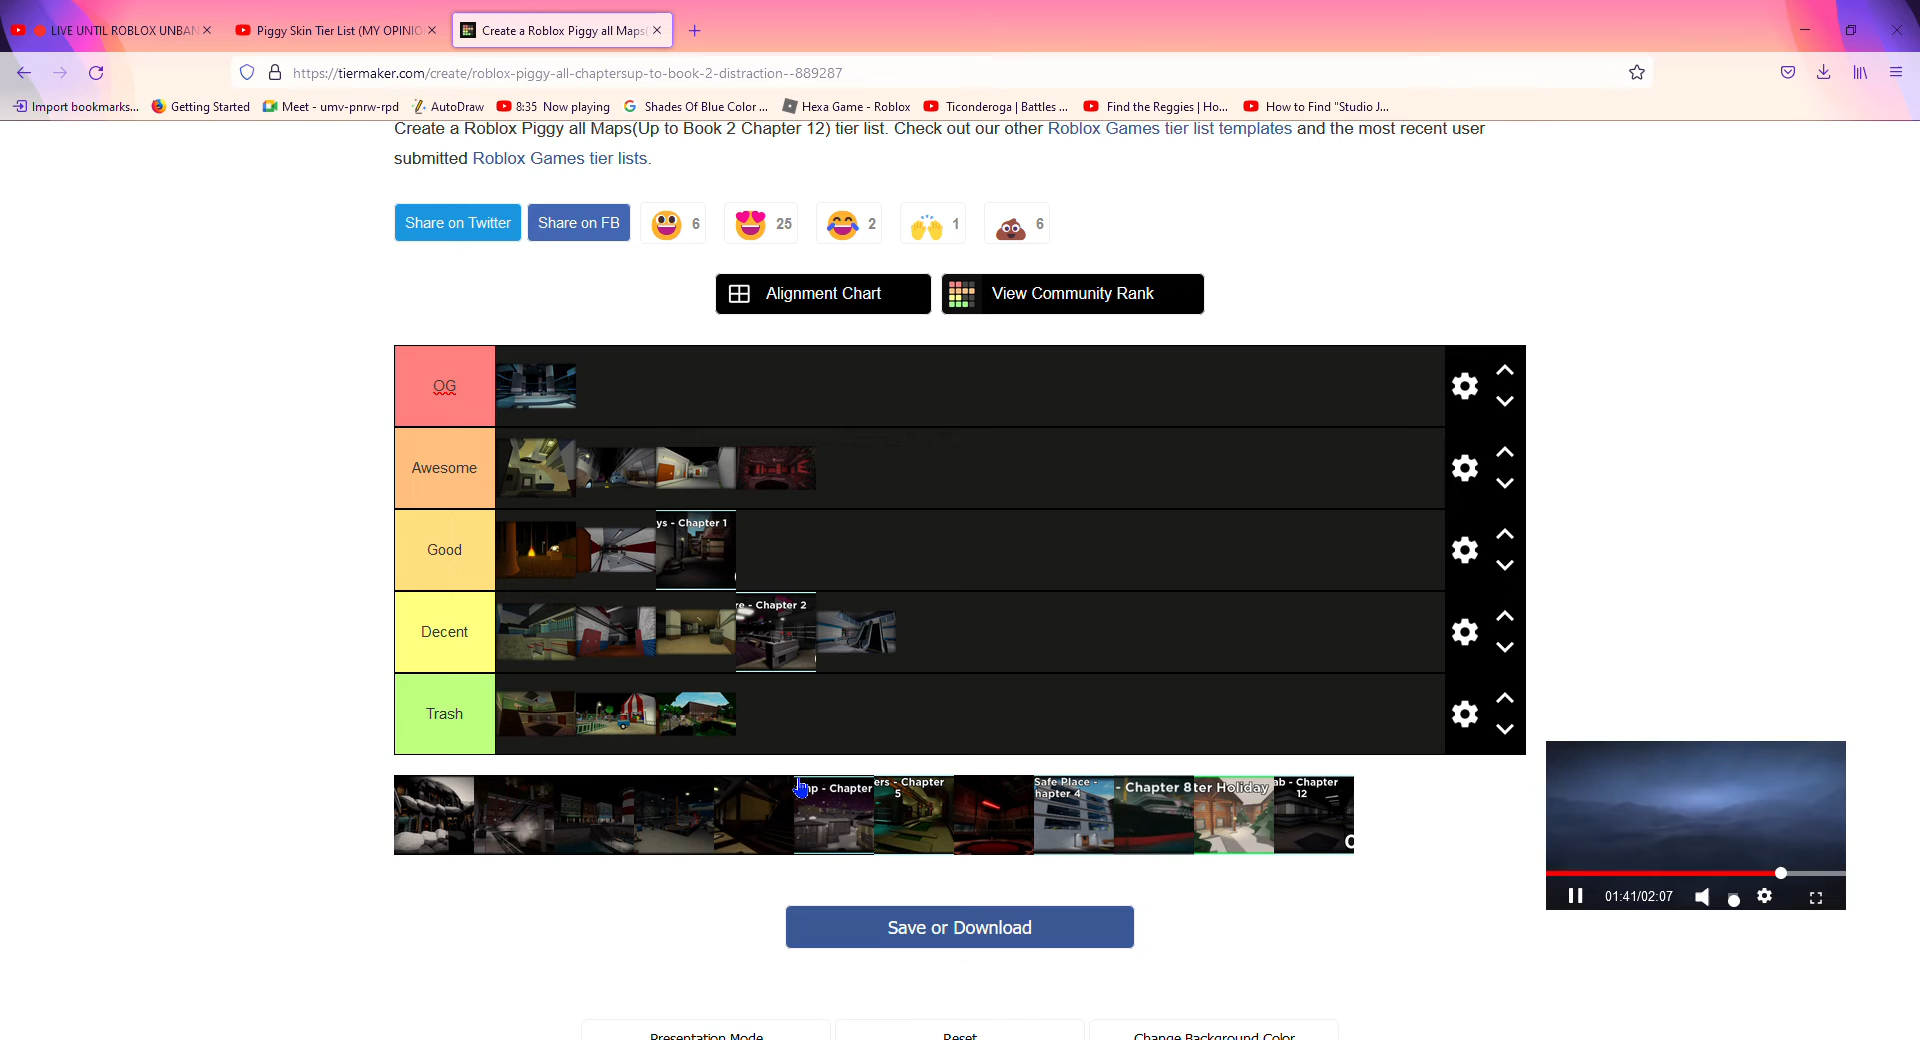 LIVE UNTIL ROBLOX UNBAN
Piggy Skin Tier List (MY OPINIO
Create a Roblox Piggy all Maps(
https://tiermaker.com/create/roblox-piggy-all-chaptersup-to-book-2-distraction--889287
Import bookmarks...
Getting Started
Meet - umv-pnrw-rpd
AutoDraw
8:35 Now playing
Shades Of Blue Color ...
Hexa Game - Roblox
Ticonderoga | Battles ...
Find the Reggies | Ho...
How to Find "Studio J...
Create a Roblox Piggy all Maps(Up to Book 2 Chapter 12) tier list. Check out our other Roblox Games tier list templates and the most recent user
submitted Roblox Games tier lists.
Share on Twitter
Share on FB
6
25
2
1
6
Alignment Chart
View Community Rank
OG
Awesome
Good
ys - Chapter 1
Decent
re - Chapter 2
Trash
mp - Chapter
ers - Chapter
5
Safe Place -
hapter 4
- Chapter 8
ter Holiday
ab - Chapter
12
01:41/02:07
Save or Download
Presentation Mode
Reset
Change Background Color